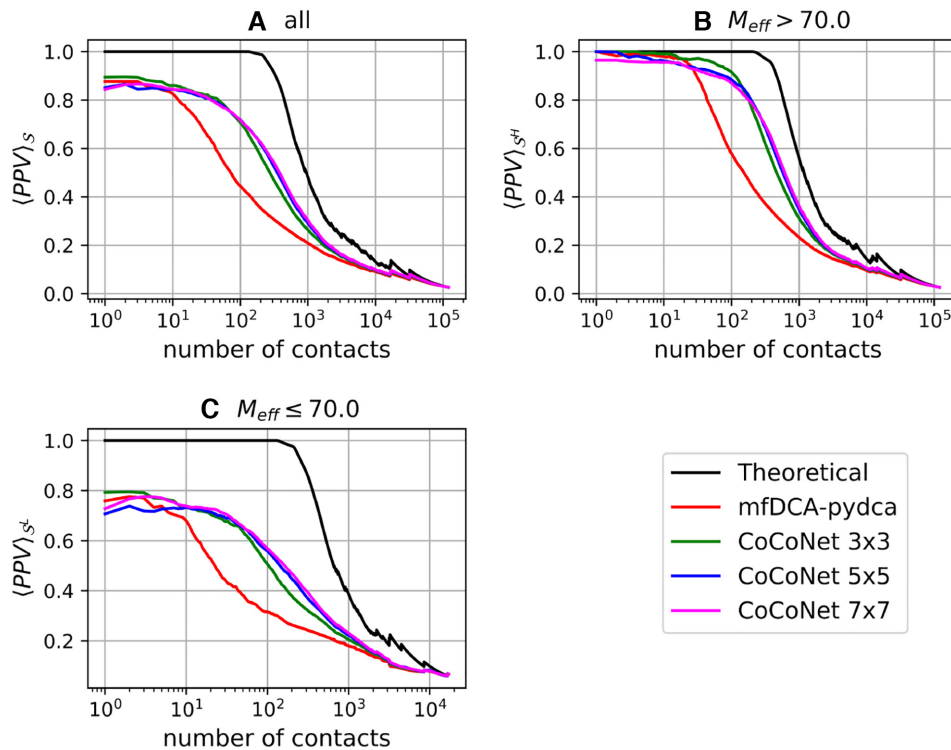 A all
B M_eff > 70.0
⟨PPV⟩_S
1.0
0.8
0.6
0.4
0.2
0.0
10^0 10^1 10^2 10^3 10^4 10^5
number of contacts
⟨PPV⟩_S^H
1.0
0.8
0.6
0.4
0.2
0.0
10^0 10^1 10^2 10^3 10^4 10^5
number of contacts
C M_eff ≤ 70.0
⟨PPV⟩_S^L
1.0
0.8
0.6
0.4
0.2
10^0 10^1 10^2 10^3 10^4
number of contacts
Theoretical
mfDCA-pydca
CoCoNet 3x3
CoCoNet 5x5
CoCoNet 7x7